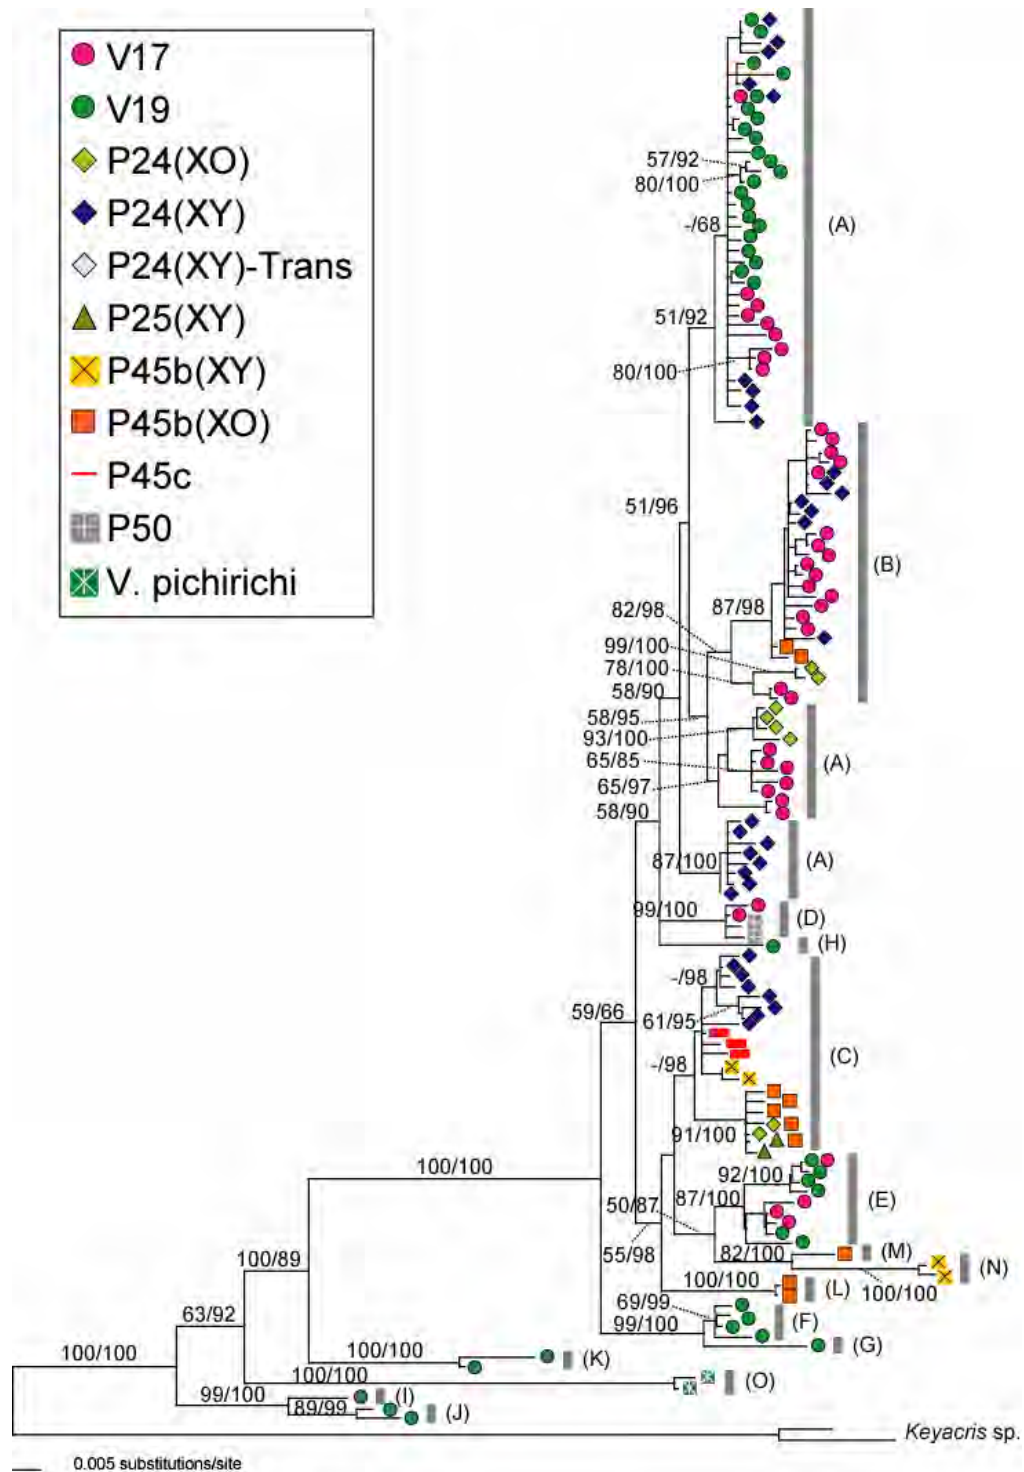 V17
V19
P24(XO)
P24(XY)
P24(XY)-Trans
P25(XY)
P45b(XY)
P45b(XO)
P45c
P50
V. pichirichi
57/92
80/100
-/68
(A)
51/92
80/100
51/96
(B)
82/98
87/98
99/100
78/100
58/90
58/95
93/100
65/85
(A)
65/97
58/90
87/100
(A)
99/100
(D)
(H)
-/98
59/66
61/95
(C)
-/98
91/100
100/100
92/100
50/87
87/100
(E)
55/98
82/100
(M)
(N)
100/89
100/100
(L)
100/100
69/99
(F)
63/92
99/100
(G)
100/100
100/100
(K)
100/100
(O)
99/100
(I)
89/99
(J)
Keyacris sp.
0.005 substitutions/site